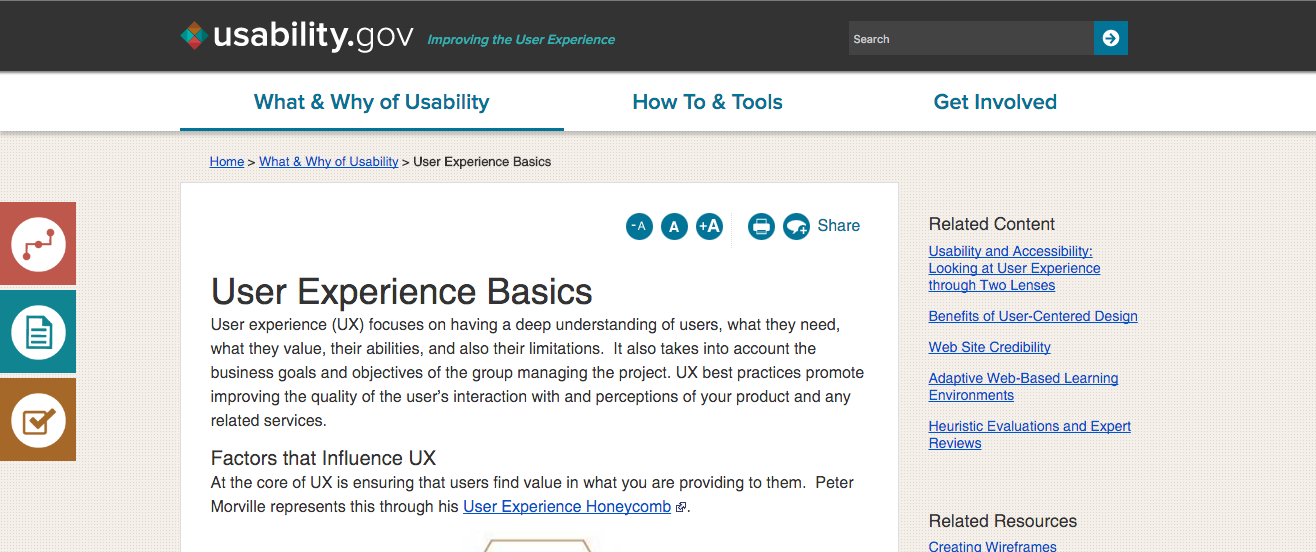 usability.gov Improving the User Experience
Search
What & Why of Usability How To & Tools Get Involved
Home > What & Why of Usability > User Experience Basics
-A A +A Share
User Experience Basics
User experience (UX) focuses on having a deep understanding of users, what they need,
what they value, their abilities, and also their limitations.  It also takes into account the
business goals and objectives of the group managing the project. UX best practices promote
improving the quality of the user’s interaction with and perceptions of your product and any
related services.
Factors that Influence UX
At the core of UX is ensuring that users find value in what you are providing to them.  Peter
Morville represents this through his User Experience Honeycomb.
Related Content
Usability and Accessibility:
Looking at User Experience
through Two Lenses
Benefits of User-Centered Design
Web Site Credibility
Adaptive Web-Based Learning
Environments
Heuristic Evaluations and Expert
Reviews
Related Resources
Creating Wireframes